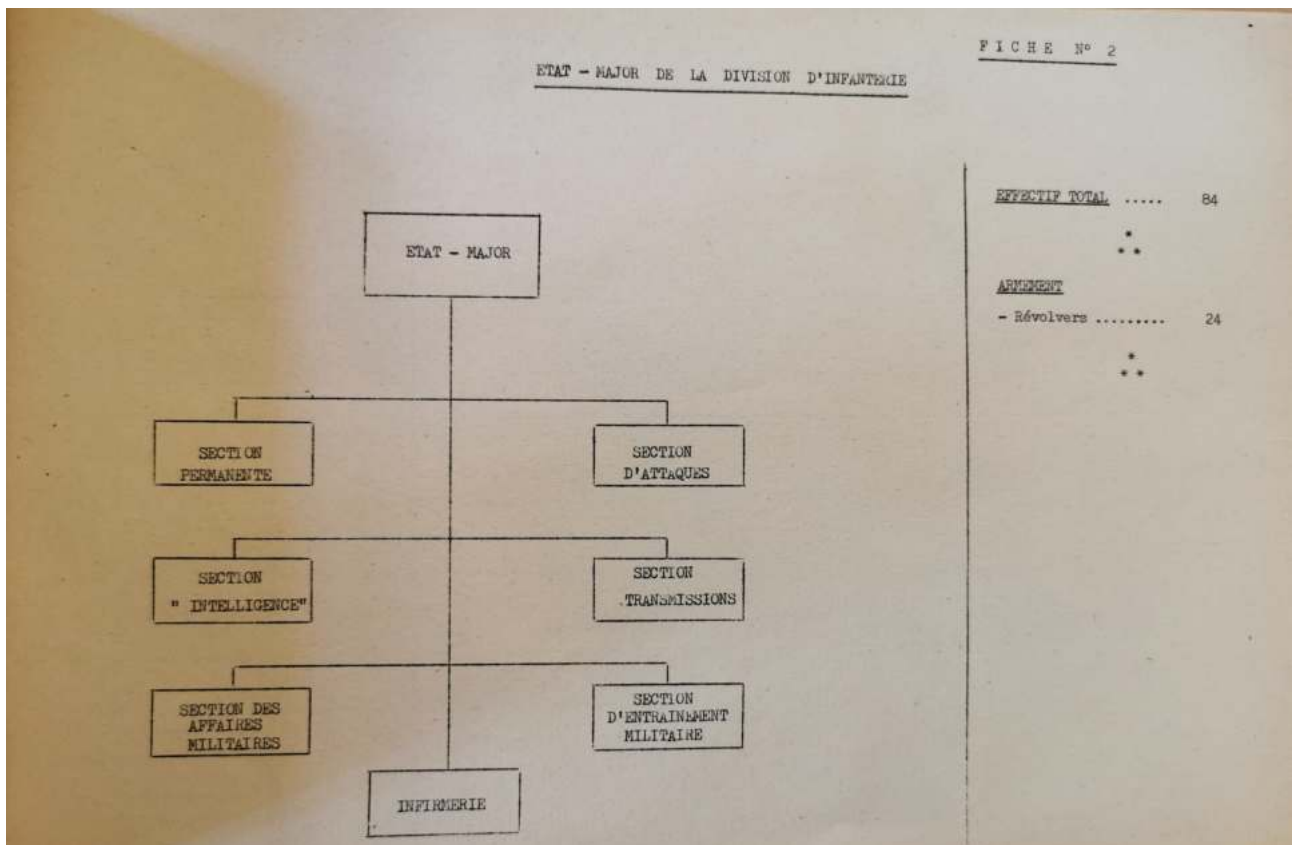 FICHE N° 2
ETAT - MAJOR DE LA DIVISION D'INFANTERIE
EFFECTIF TOTAL ..... 84
*
* *
ETAT - MAJOR
ARMEMENT
- Révolvers ......... 24
*
* *
SECTION
PERMANENTE
SECTION
D'ATTAQUES
SECTION
" INTELLIGENCE"
SECTION
TRANSMISSIONS
SECTION DES
AFFAIRES
MILITAIRES
SECTION
D'ENTRAINEMENT
MILITAIRE
INFIRMERIE